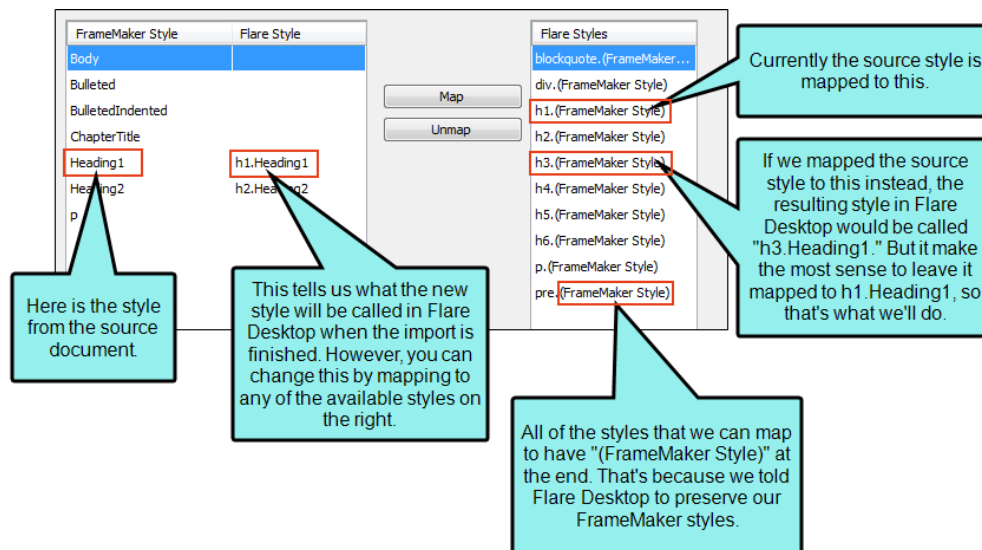 FrameMaker Style Flare Style
Body
Bulleted
BulletedIndented
ChapterTitle
Heading1 h1.Heading1
Heading2 h2.Heading2
p
Map
Unmap
Flare Styles
blockquote.(FrameMaker...
div.(FrameMaker Style)
h1.(FrameMaker Style)
h2.(FrameMaker Style)
h3.(FrameMaker Style)
h4.(FrameMaker Style)
h5.(FrameMaker Style)
h6.(FrameMaker Style)
p.(FrameMaker Style)
pre.(FrameMaker Style)
Currently the source style is
mapped to this.
If we mapped the source
style to this instead, the
resulting style in Flare
Desktop would be called
"h3.Heading1." But it make
the most sense to leave it
mapped to h1.Heading1, so
that's what we'll do.
Here is the style
from the source
document.
This tells us what the new
style will be called in Flare
Desktop when the import is
finished. However, you can
change this by mapping to
any of the available styles on
the right.
All of the styles that we can map
to have "(FrameMaker Style)" at
the end. That's because we told
Flare Desktop to preserve our
FrameMaker styles.